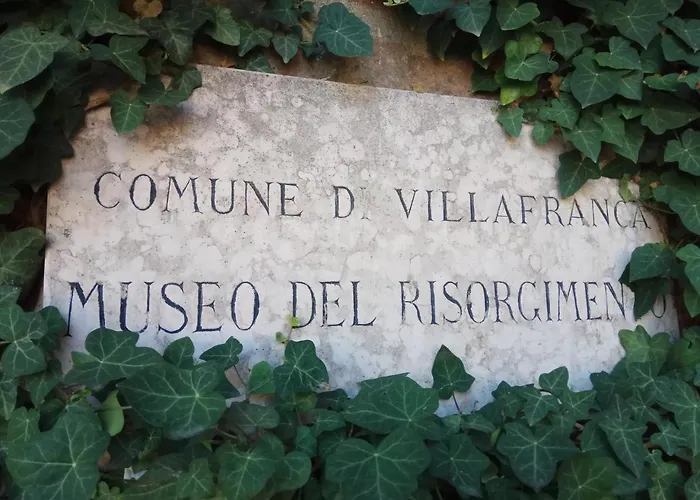 COMUNE DI VILLAFRANCA
MUSEO DEL RISORGIMENTO